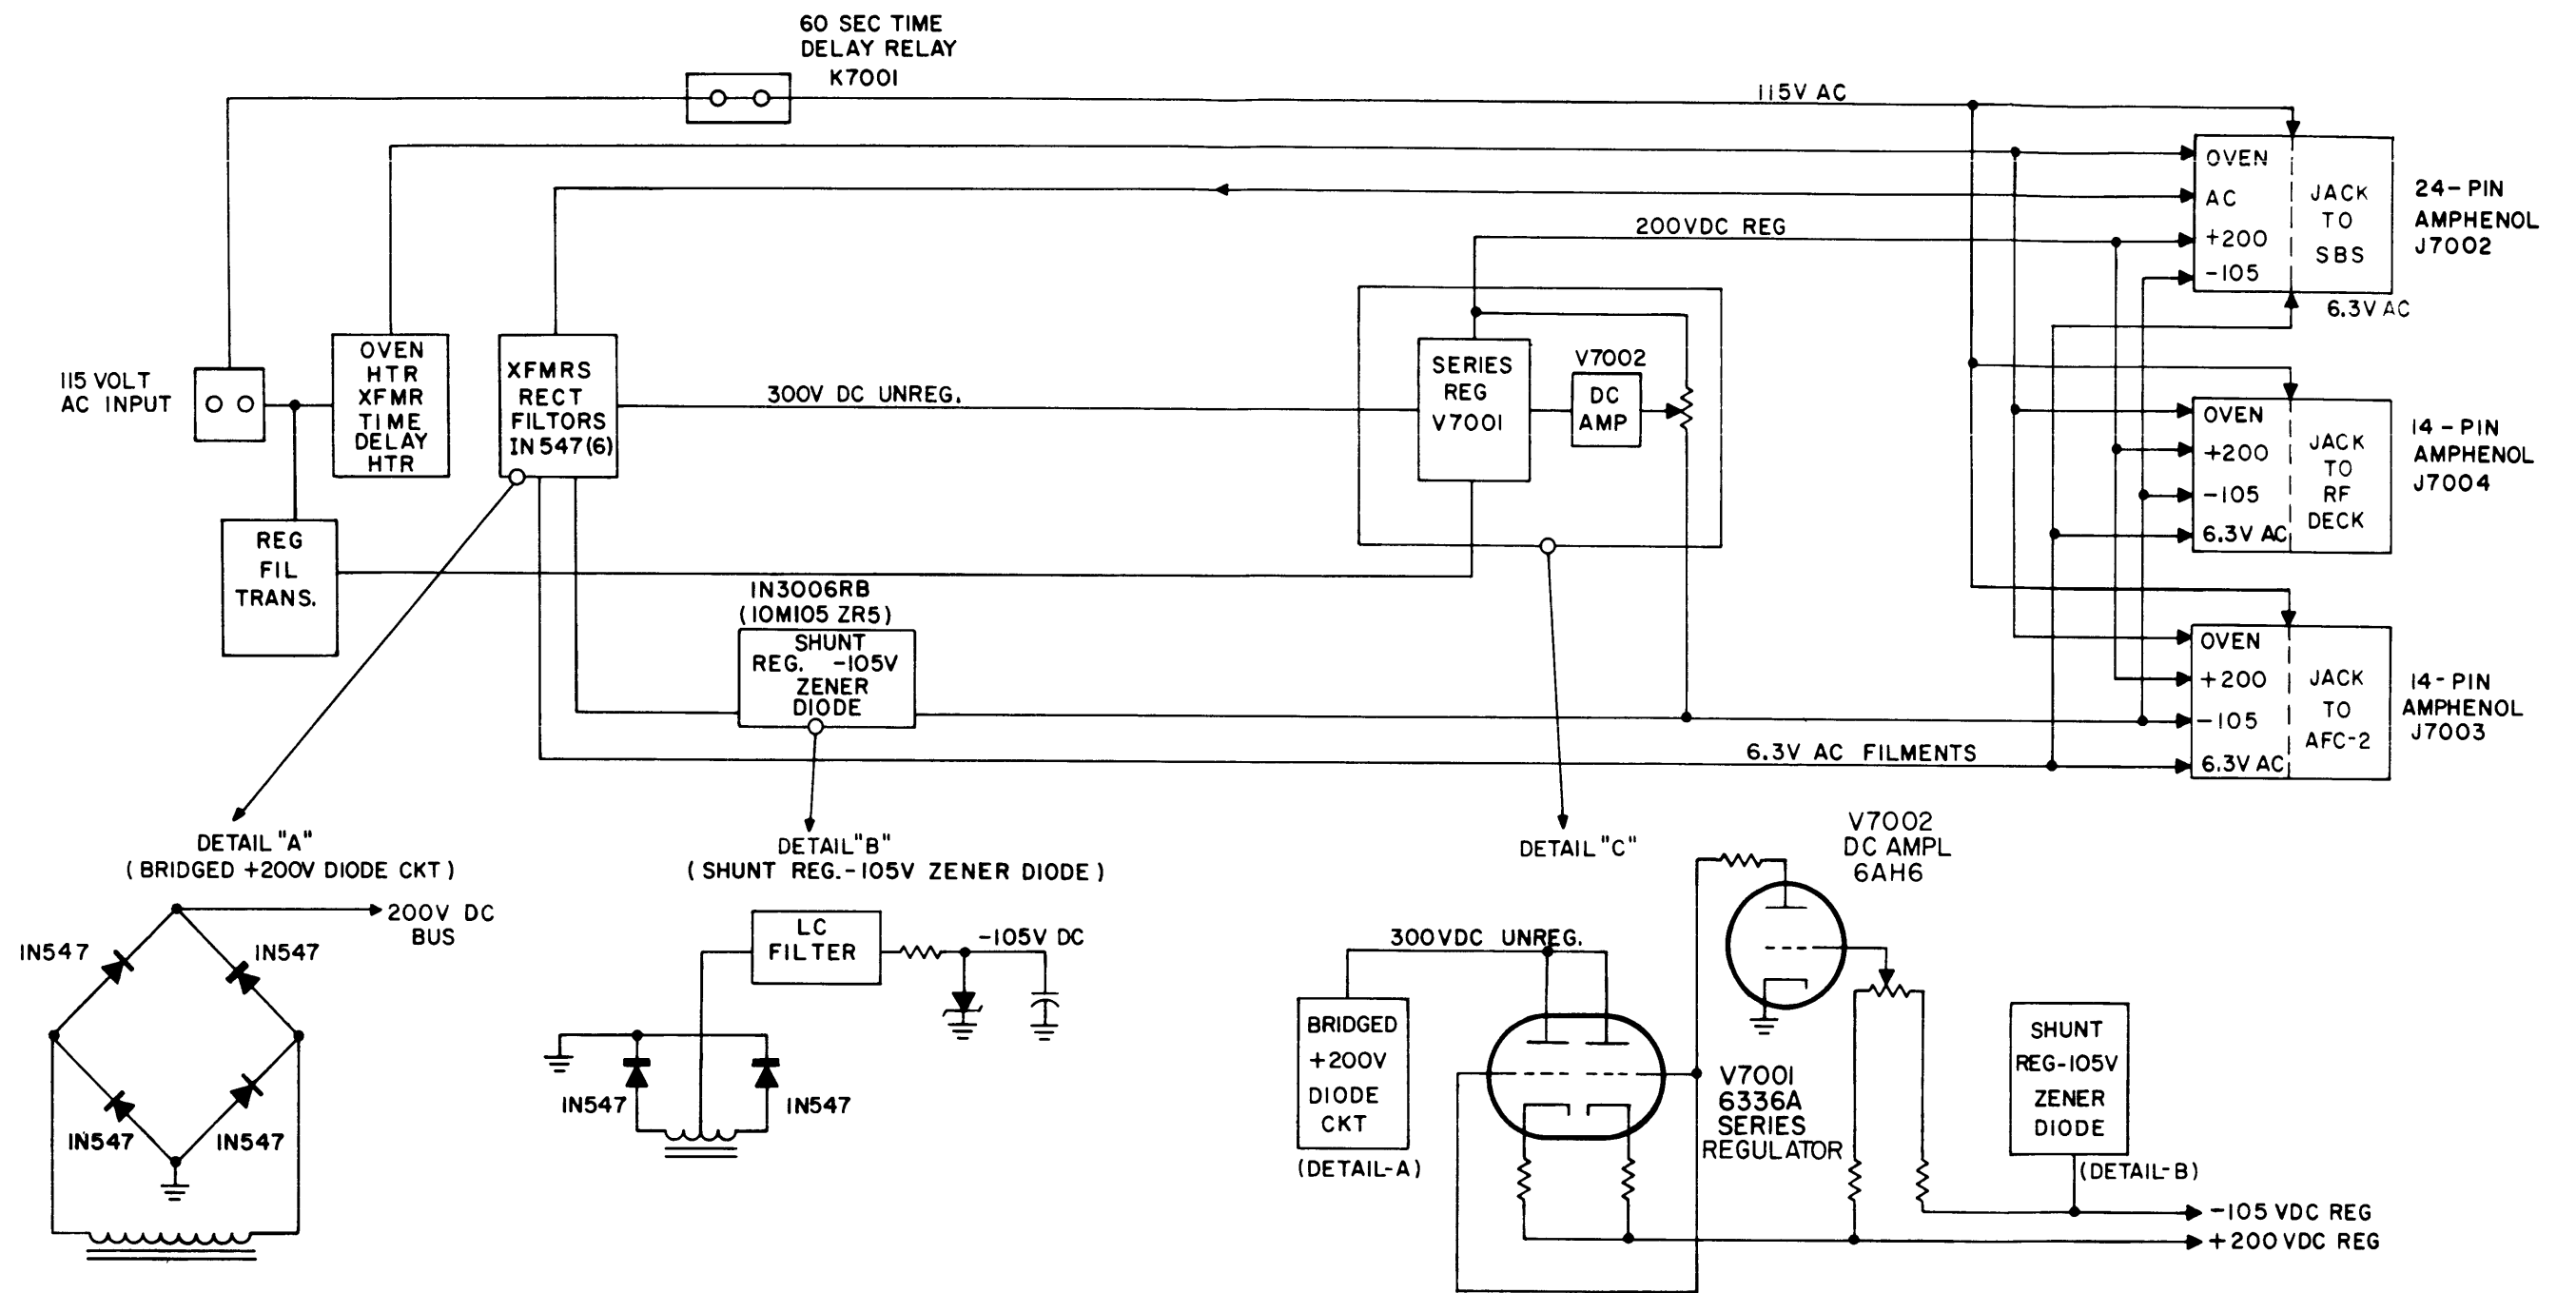 60 SEC TIME
DELAY RELAY
K7001
115V AC
OVEN
AC
+200
-105
JACK
TO
SBS
24-PIN
AMPHENOL
J7002
6.3V AC
200VDC REG
115 VOLT
AC INPUT
OVEN
HTR
XFMR
TIME
DELAY
HTR
XFMRS
RECT
FILTORS
IN547(6)
300V DC UNREG.
SERIES
REG
V7001
V7002
DC
AMP
OVEN
+200
-105
6.3V AC
JACK
TO
RF
DECK
14-PIN
AMPHENOL
J7004
REG
FIL
TRANS.
IN3006RB
(10M105 ZR5)
SHUNT
REG. -105V
ZENER
DIODE
OVEN
+200
-105
6.3V AC
JACK
TO
AFC-2
14-PIN
AMPHENOL
J7003
6.3V AC FILMENTS
DETAIL "A"
(BRIDGED +200V DIODE CKT)
200V DC
BUS
IN547
IN547
IN547
IN547
DETAIL "B"
(SHUNT REG.-105V ZENER DIODE)
LC
FILTER
-105V DC
IN547
IN547
DETAIL "C"
V7002
DC AMPL
6AH6
300VDC UNREG.
BRIDGED
+200V
DIODE
CKT
(DETAIL-A)
V7001
6336A
SERIES
REGULATOR
SHUNT
REG-105V
ZENER
DIODE
(DETAIL-B)
-105 VDC REG
+200 VDC REG